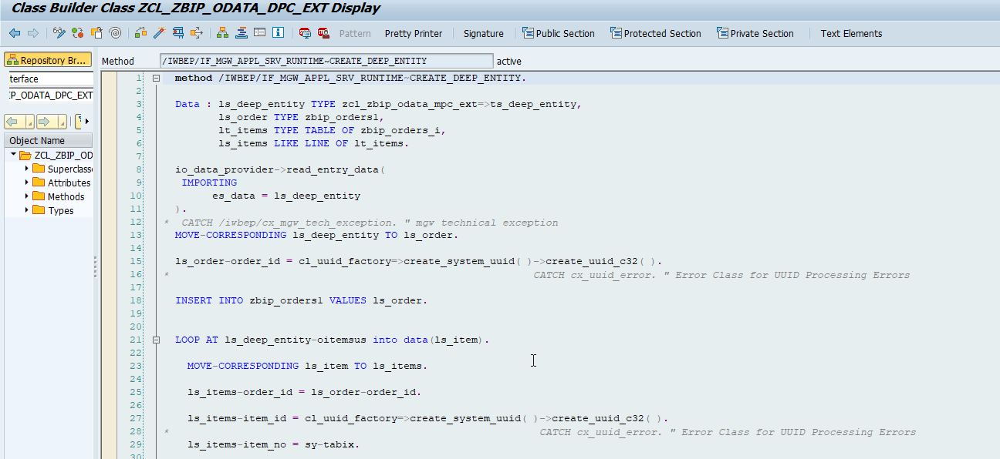 Class Builder Class ZCL_ZBIP_ODATA_DPC_EXT Display
Pattern Pretty Printer Signature Public Section Protected Section Private Section Text Elements
Repository Br...
Method /IWBEP/IF_MGW_APPL_SRV_RUNTIME~CREATE_DEEP_ENTITY active
terface
:P_ODATA_DPC_EXT
Object Name
ZCL_ZBIP_OD
Superclasse
Attributes
Methods
Types
1 method /IWBEP/IF_MGW_APPL_SRV_RUNTIME~CREATE_DEEP_ENTITY.
2
3 Data : ls_deep_entity TYPE zcl_zbip_odata_mpc_ext=>ts_deep_entity,
4 ls_order TYPE zbip_orders1,
5 lt_items TYPE TABLE OF zbip_orders_i,
6 ls_items LIKE LINE OF lt_items.
7
8 io_data_provider->read_entry_data(
9 IMPORTING
10 es_data = ls_deep_entity
11 ).
12 * CATCH /iwbep/cx_mgw_tech_exception. " mgw technical exception
13 MOVE-CORRESPONDING ls_deep_entity TO ls_order.
14
15 ls_order-order_id = cl_uuid_factory=>create_system_uuid( )->create_uuid_c32( ).
16 * CATCH cx_uuid_error. " Error Class for UUID Processing Errors
17
18 INSERT INTO zbip_orders1 VALUES ls_order.
19
20
21 LOOP AT ls_deep_entity-oitemsus into data(ls_item).
22
23 MOVE-CORRESPONDING ls_item TO ls_items.
24
25 ls_items-order_id = ls_order-order_id.
26
27 ls_items-item_id = cl_uuid_factory=>create_system_uuid( )->create_uuid_c32( ).
28 * CATCH cx_uuid_error. " Error Class for UUID Processing Errors
29 ls_items-item_no = sy-tabix.
30